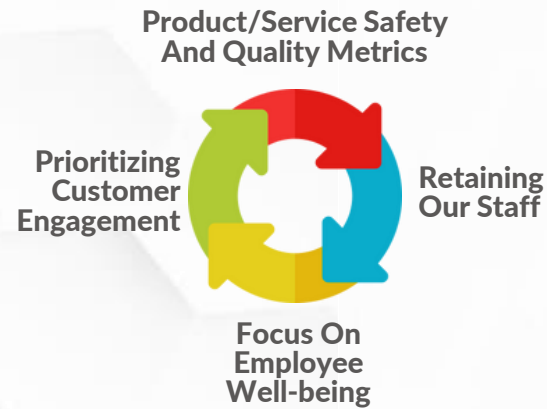 Product/Service Safety
And Quality Metrics
Prioritizing
Customer
Engagement
Retaining
Our Staff
Focus On
Employee
Well-being